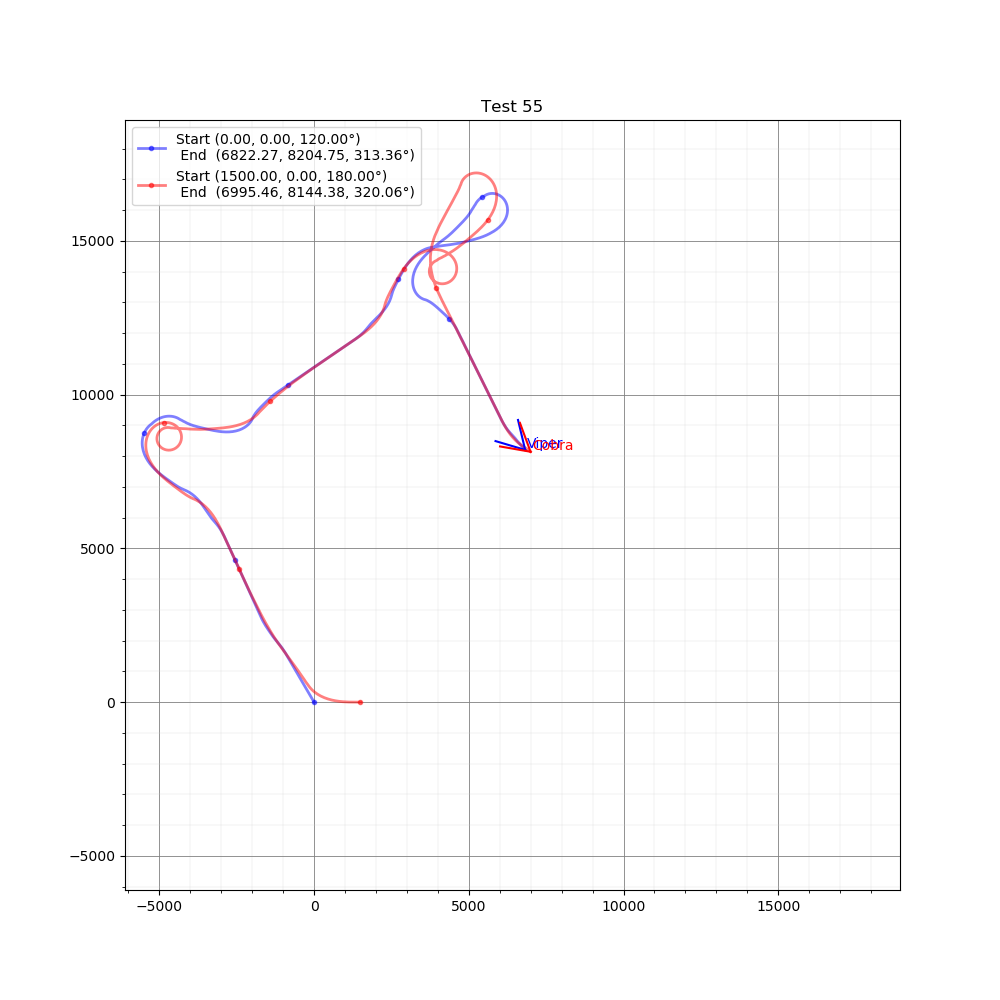 Test 55
Start (0.00, 0.00, 120.00°)
End (6822.27, 8204.75, 313.36°)
Start (1500.00, 0.00, 180.00°)
End (6995.46, 8144.38, 320.06°)
15000
10000
Viper
Cobra
5000
0
−5000
−5000 0 5000 10000 15000